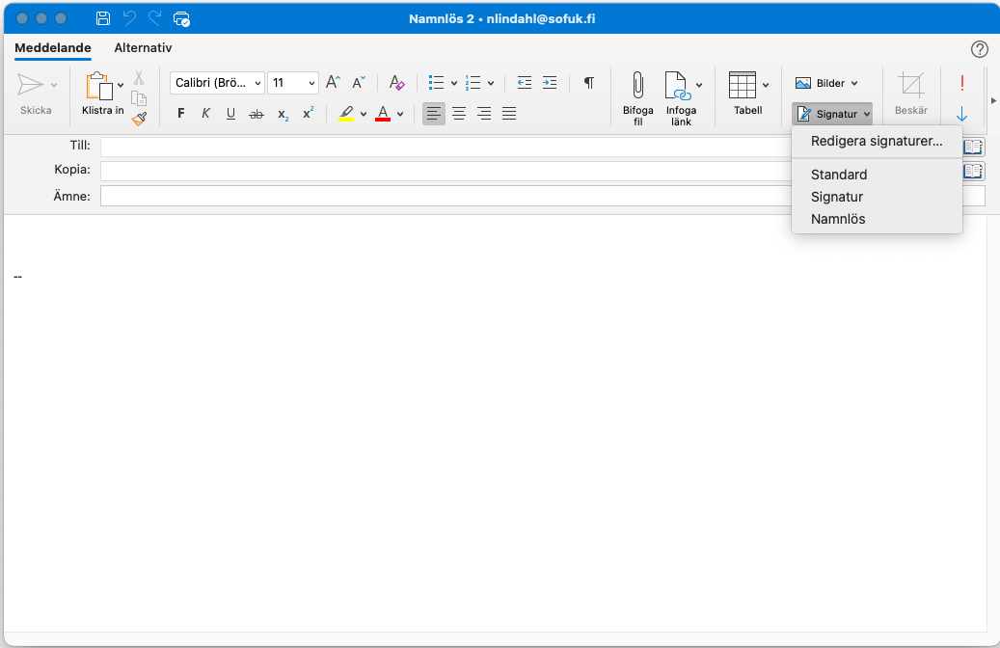 Namnlös 2 • nlindahl@sofuk.fi
Meddelande Alternativ
Skicka
Klistra in
Calibri (Brö... 11
F K U ab x₂ x²
A
Bifoga fil
Infoga länk
Tabell
Bilder
Signatur
Beskär
Till:
Kopia:
Ämne:
Redigera signaturer...
Standard
Signatur
Namnlös
--